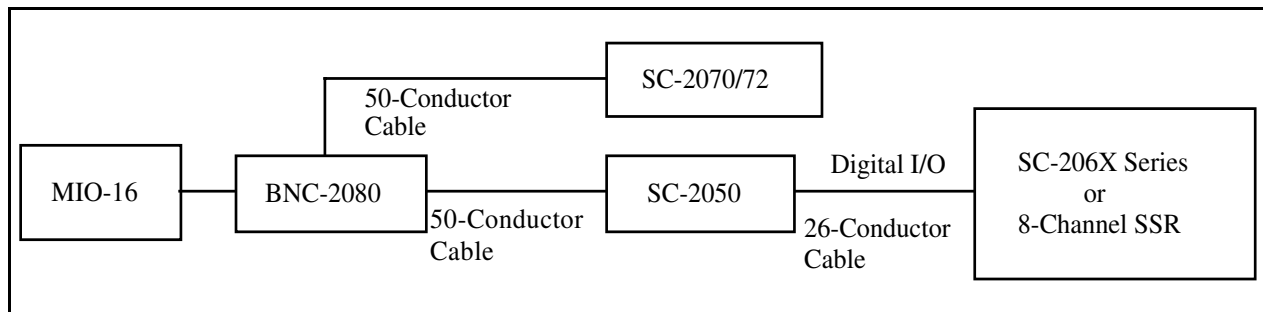 SC-2070/72
50-Conductor
Cable
MIO-16
BNC-2080
SC-2050
Digital I/O
SC-206X Series
or
8-Channel SSR
50-Conductor
Cable
26-Conductor
Cable